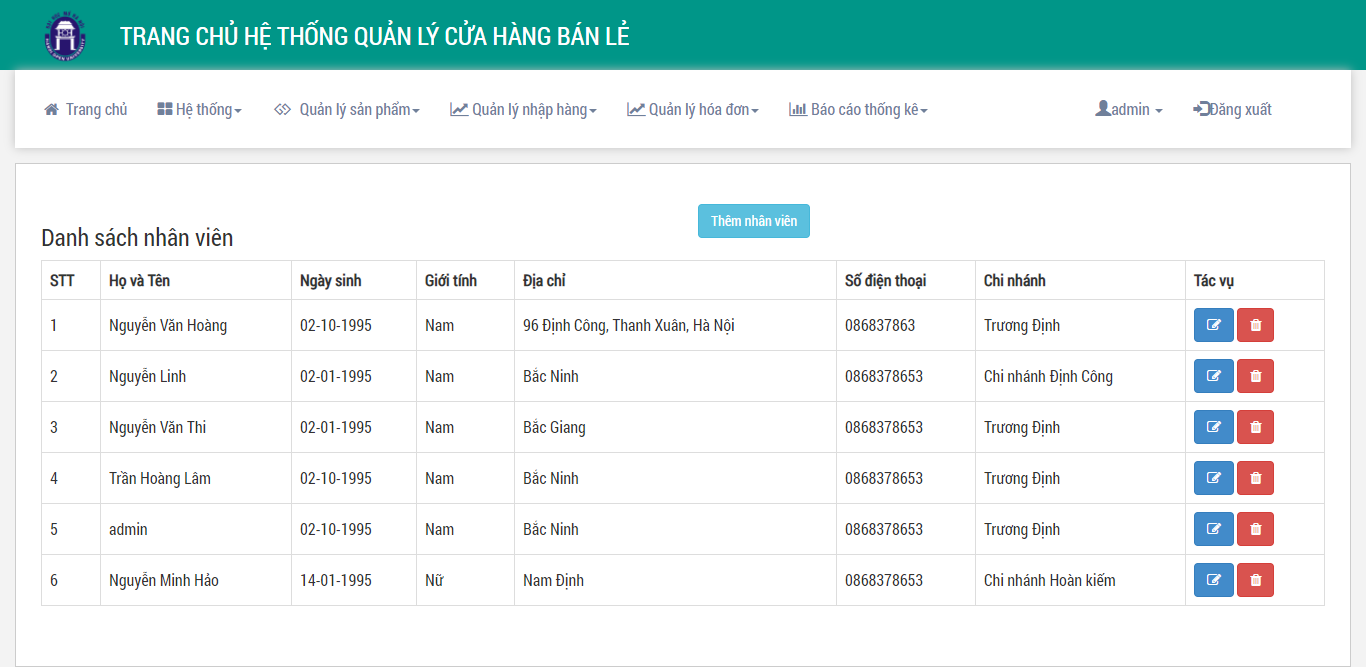 TRANG CHỦ HỆ THỐNG QUẢN LÝ CỬA HÀNG BÁN LẺ
Trang chủ Hệ thống Quản lý sản phẩm Quản lý nhập hàng Quản lý hóa đơn Báo cáo thống kê admin Đăng xuất
Thêm nhân viên
Danh sách nhân viên
STT Họ và Tên Ngày sinh Giới tính Địa chỉ Số điện thoại Chi nhánh Tác vụ
1 Nguyễn Văn Hoàng 02-10-1995 Nam 96 Định Công, Thanh Xuân, Hà Nội 086837863 Trương Định
2 Nguyễn Linh 02-01-1995 Nam Bắc Ninh 0868378653 Chi nhánh Định Công
3 Nguyễn Văn Thi 02-01-1995 Nam Bắc Giang 0868378653 Trương Định
4 Trần Hoàng Lâm 02-10-1995 Nam Bắc Ninh 0868378653 Trương Định
5 admin 02-10-1995 Nam Bắc Ninh 0868378653 Trương Định
6 Nguyễn Minh Hảo 14-01-1995 Nữ Nam Định 0868378653 Chi nhánh Hoàn kiếm